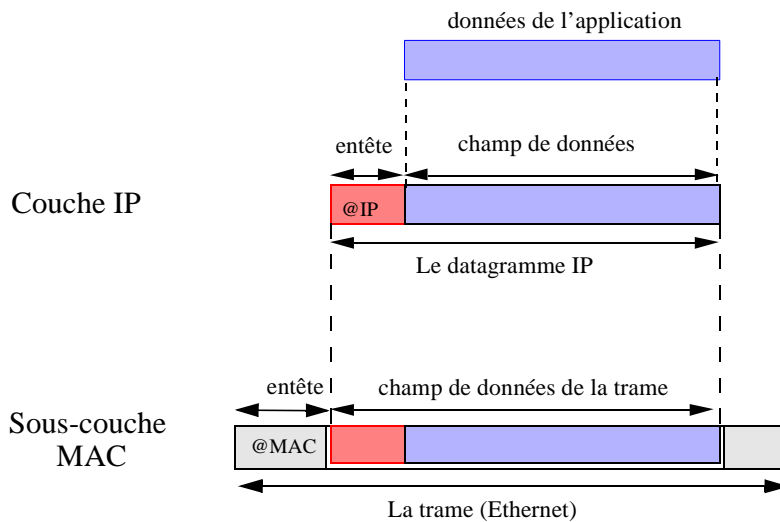 données de l’application
entête
champ de données
Couche IP
@IP
Le datagramme IP
entête
champ de données de la trame
Sous-couche
MAC
@MAC
La trame (Ethernet)